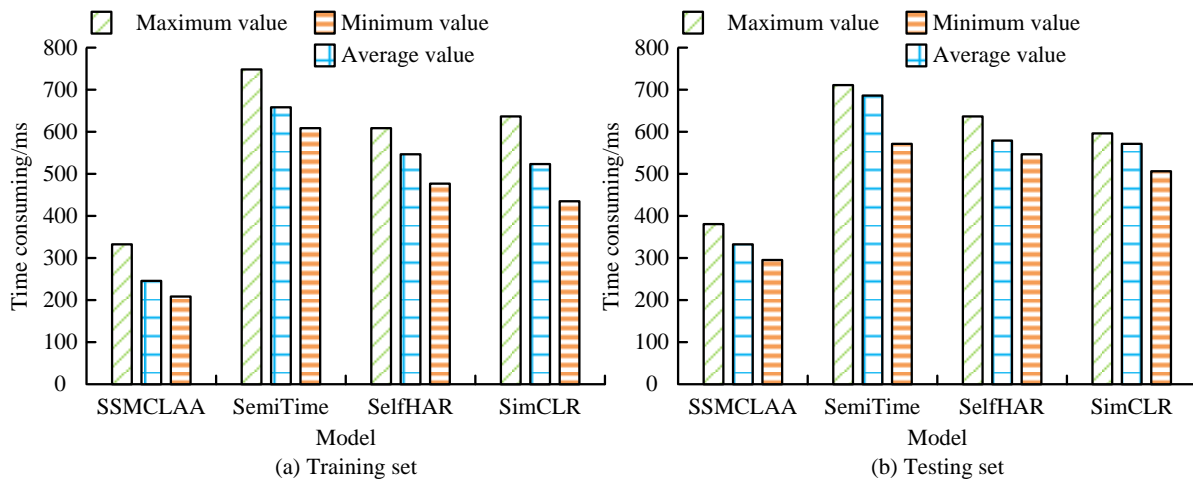 Maximum value
Minimum value
Average value
800
700
600
500
400
300
200
100
0
Time consuming/ms
SSMCLAA
SemiTime
SelfHAR
SimCLR
Model
(a) Training set
Maximum value
Minimum value
Average value
800
700
600
500
400
300
200
100
0
Time consuming/ms
SSMCLAA
SemiTime
SelfHAR
SimCLR
Model
(b) Testing set